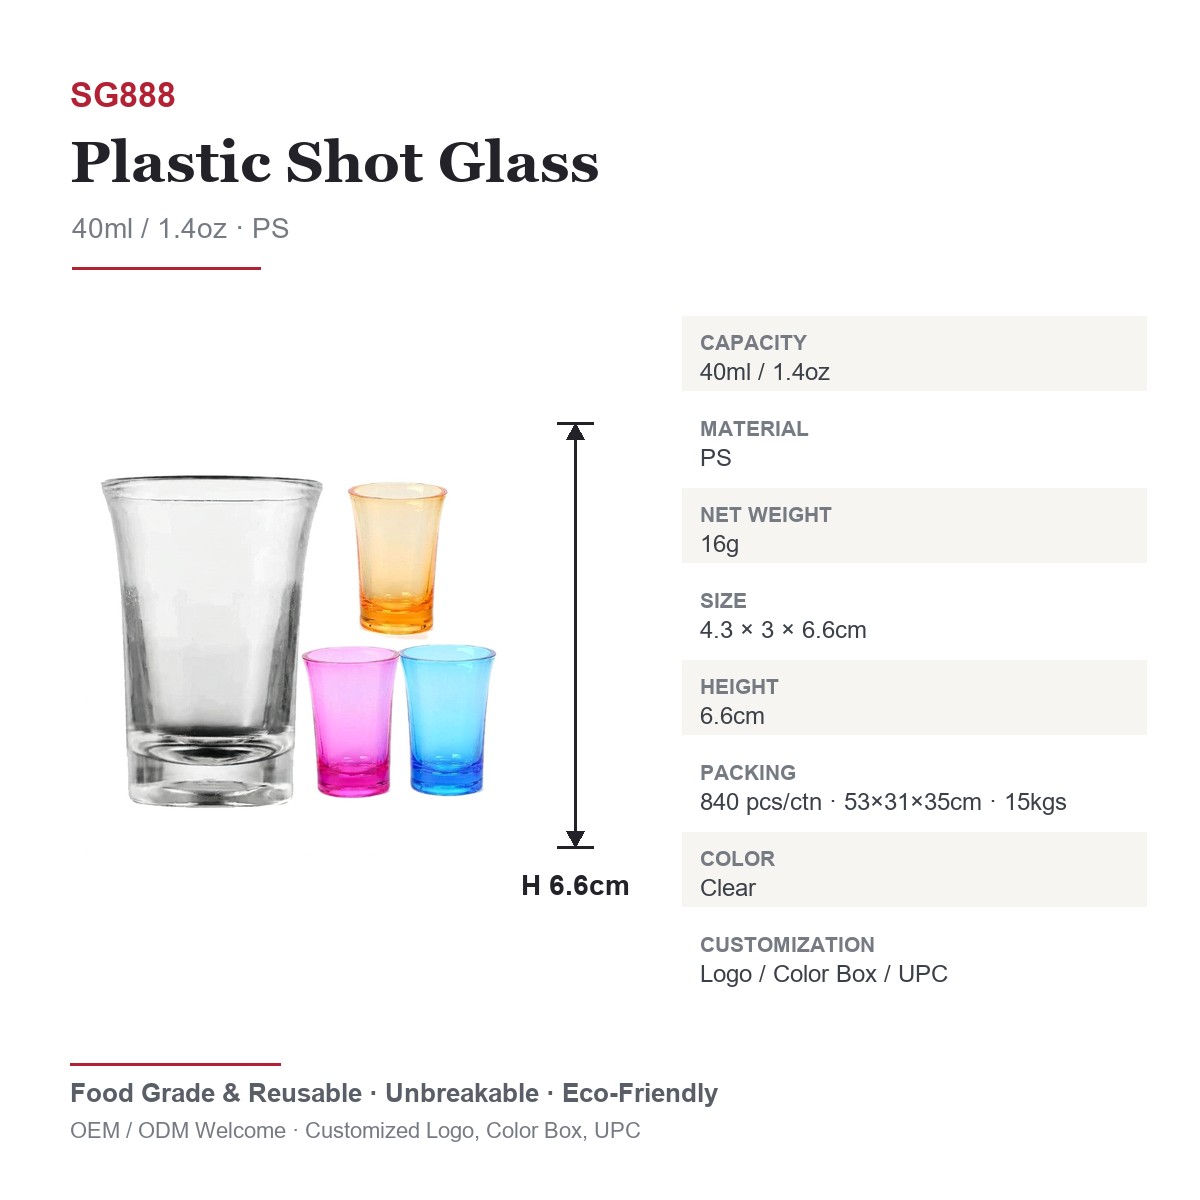 SG888
Plastic Shot Glass
40ml / 1.4oz · PS
CAPACITY
40ml / 1.4oz
MATERIAL
PS
NET WEIGHT
16g
SIZE
4.3 × 3 × 6.6cm
HEIGHT
6.6cm
PACKING
840 pcs/ctn · 53×31×35cm · 15kgs
COLOR
Clear
CUSTOMIZATION
Logo / Color Box / UPC
H 6.6cm
Food Grade & Reusable · Unbreakable · Eco-Friendly
OEM / ODM Welcome · Customized Logo, Color Box, UPC